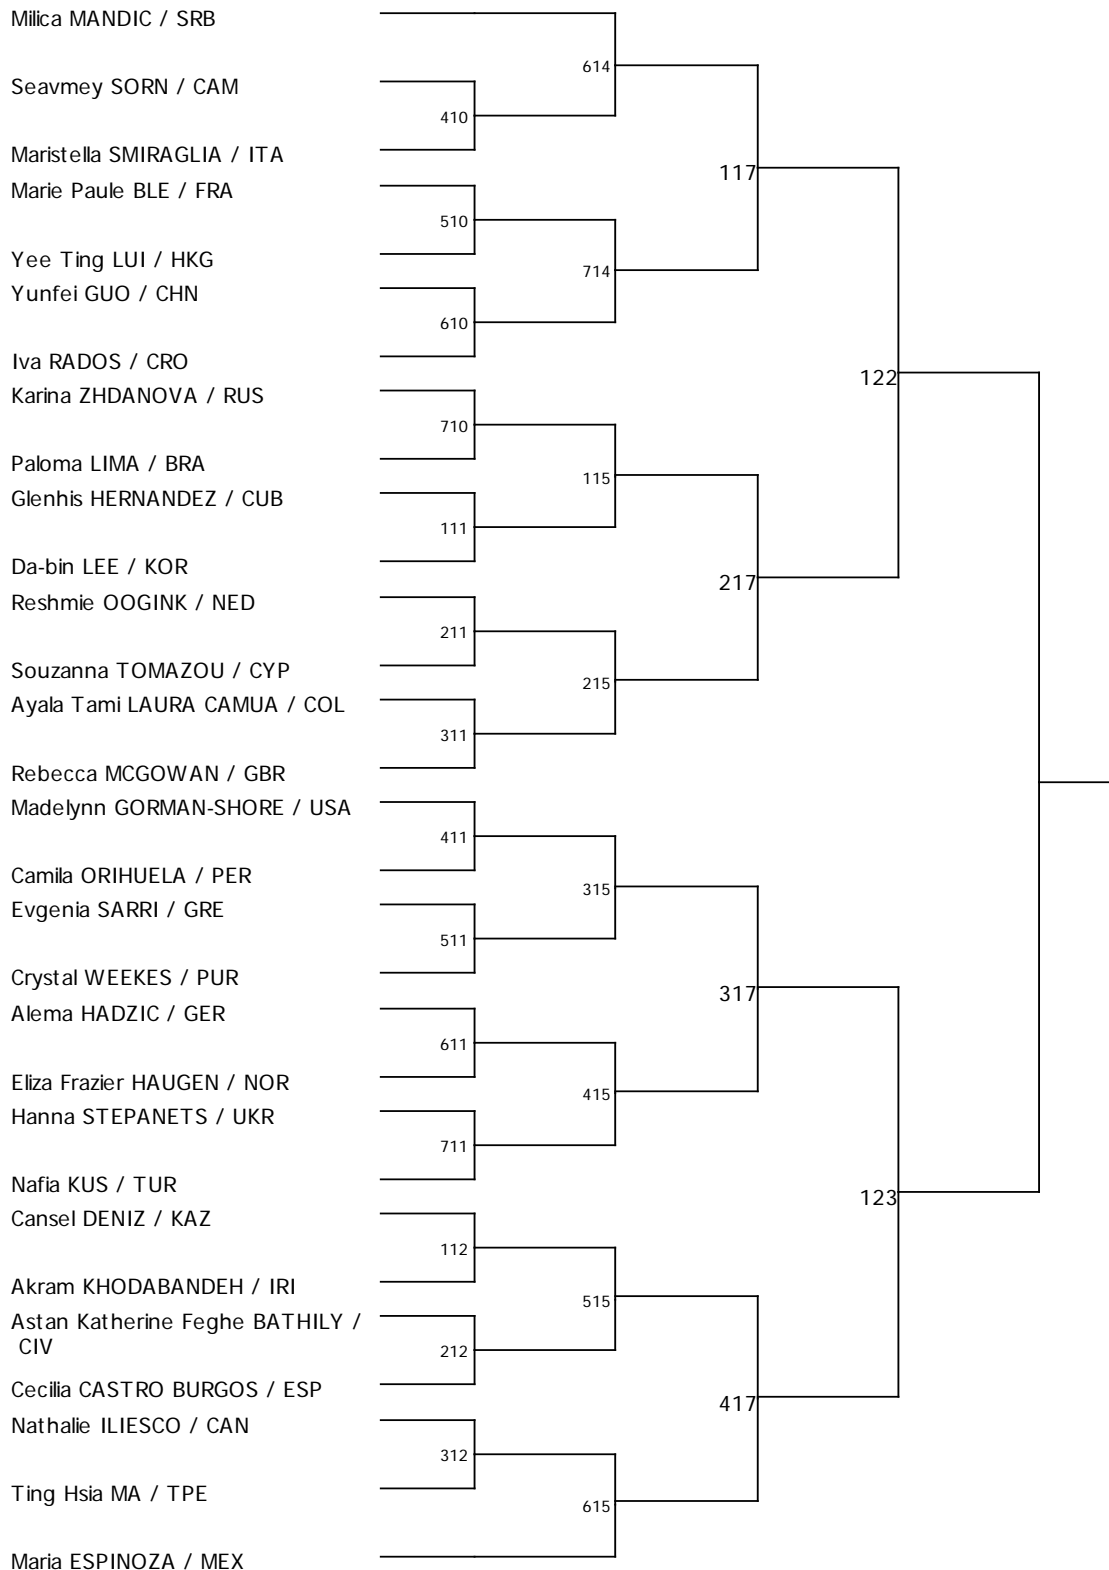 Milica MANDIC / SRB
614
Seavmey SORN / CAM
410
Maristella SMIRAGLIA / ITA
117
Marie Paule BLE / FRA
510
Yee Ting LUI / HKG
714
Yunfei GUO / CHN
610
Iva RADOS / CRO
122
Karina ZHDANOVA / RUS
710
Paloma LIMA / BRA
115
Glenhis HERNANDEZ / CUB
111
Da-bin LEE / KOR
217
Reshmie OOGINK / NED
211
Souzanna TOMAZOU / CYP
215
Ayala Tami LAURA CAMUA / COL
311
Rebecca MCGOWAN / GBR
Madelynn GORMAN-SHORE / USA
411
Camila ORIHUELA / PER
315
Evgenia SARRI / GRE
511
Crystal WEEKES / PUR
317
Alema HADZIC / GER
611
Eliza Frazier HAUGEN / NOR
415
Hanna STEPANETS / UKR
711
Nafia KUS / TUR
123
Cansel DENIZ / KAZ
112
Akram KHODABANDEH / IRI
515
Astan Katherine Feghe BATHILY /
CIV
212
Cecilia CASTRO BURGOS / ESP
417
Nathalie ILIESCO / CAN
312
Ting Hsia MA / TPE
615
Maria ESPINOZA / MEX